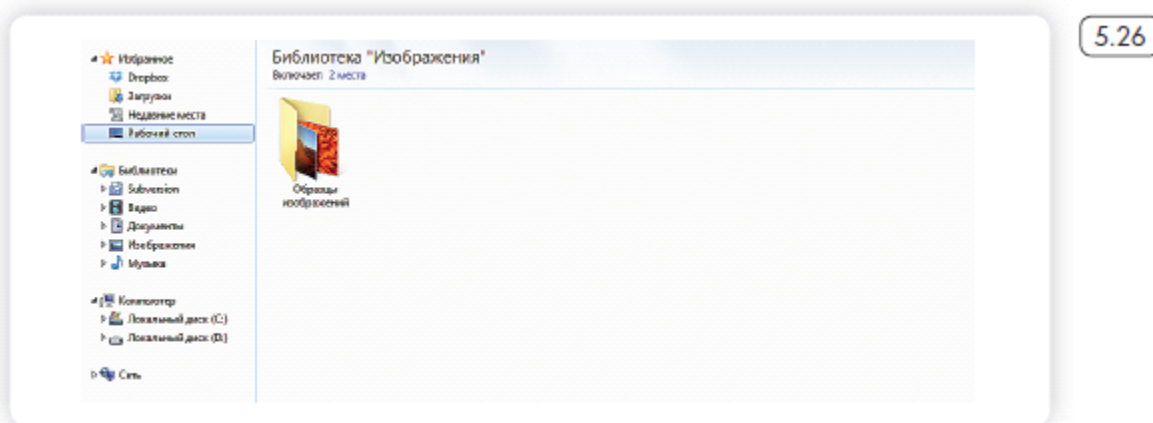 5.26
Избранное
Dropbox
Загрузки
Недавние места
Рабочий стол
Библиотеки
Subversion
Видео
Документы
Изображения
Музыка
Компьютер
Локальный диск (C:)
Локальный диск (D:)
Сеть
Библиотека "Изображения"
Включает: 2 места
Образцы
изображений